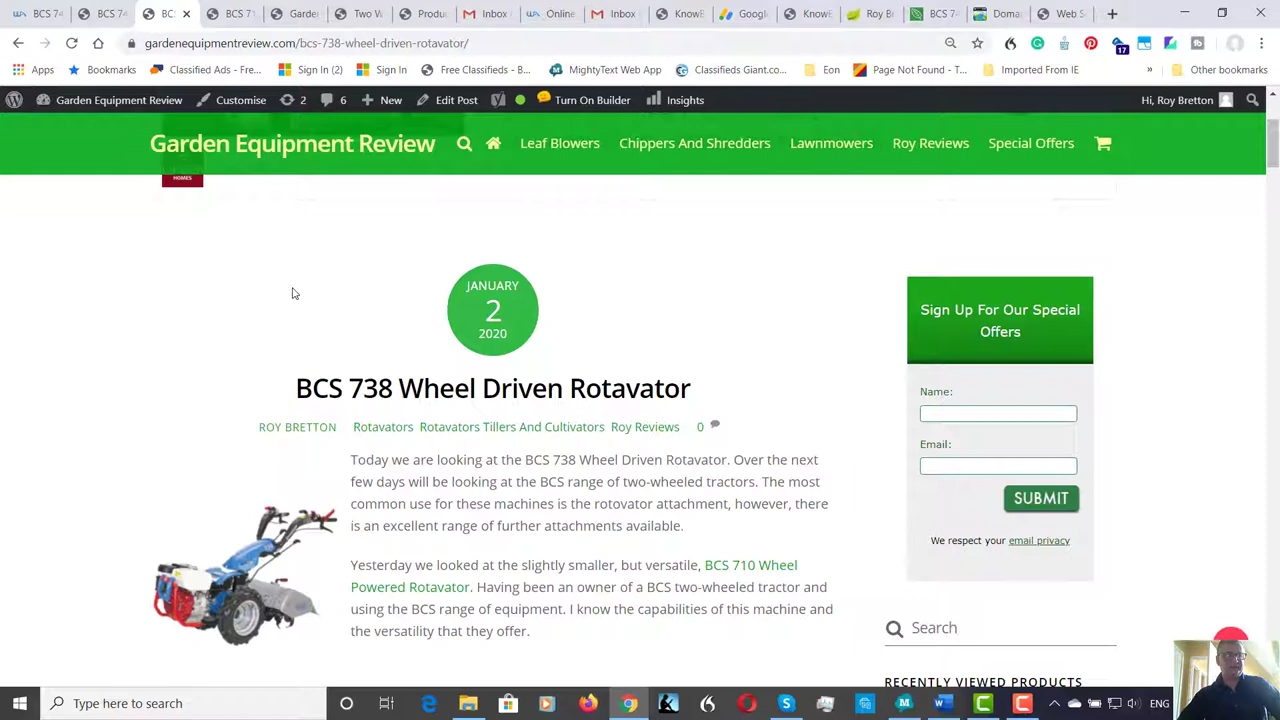 BCS 74
BCS 74
BC
BCS 71
Garder
Two W
Produ
Inbox
Online
Inbox
KnowB
Google
KnowE
Roy Br
BCS 74
Domai
Web S
gardenequipmentreview.com/bcs-738-wheel-driven-rotavator/
17
Apps
Bookmarks
Classified Ads - Fre...
Sign In (2)
Sign In
Free Classifieds - B...
MightyText Web App
Classifieds Giant.co...
Eon
Page Not Found - T...
Imported From IE
»
Other bookmarks
Garden Equipment Review
Customise
2
6
New
Edit Post
Turn On Builder
Insights
Hi, Roy Bretton
Garden Equipment Review
Leaf Blowers
Chippers And Shredders
Lawnmowers
Roy Reviews
Special Offers
HOMES
JANUARY
2
2020
BCS 738 Wheel Driven Rotavator
ROY BRETTON Rotavators Rotavators Tillers And Cultivators Roy Reviews 0
Today we are looking at the BCS 738 Wheel Driven Rotavator. Over the next
few days will be looking at the BCS range of two-wheeled tractors. The most
common use for these machines is the rotovator attachment, however, there
is an excellent range of further attachments available.
Yesterday we looked at the slightly smaller, but versatile, BCS 710 Wheel
Powered Rotavator. Having been an owner of a BCS two-wheeled tractor and
using the BCS range of equipment. I know the capabilities of this machine and
the versatility that they offer.
Sign Up For Our Special
Offers
Name:
Email:
SUBMIT
We respect your email privacy
Search
RECENTLY VIEWED PRODUCTS
Type here to search
ENG